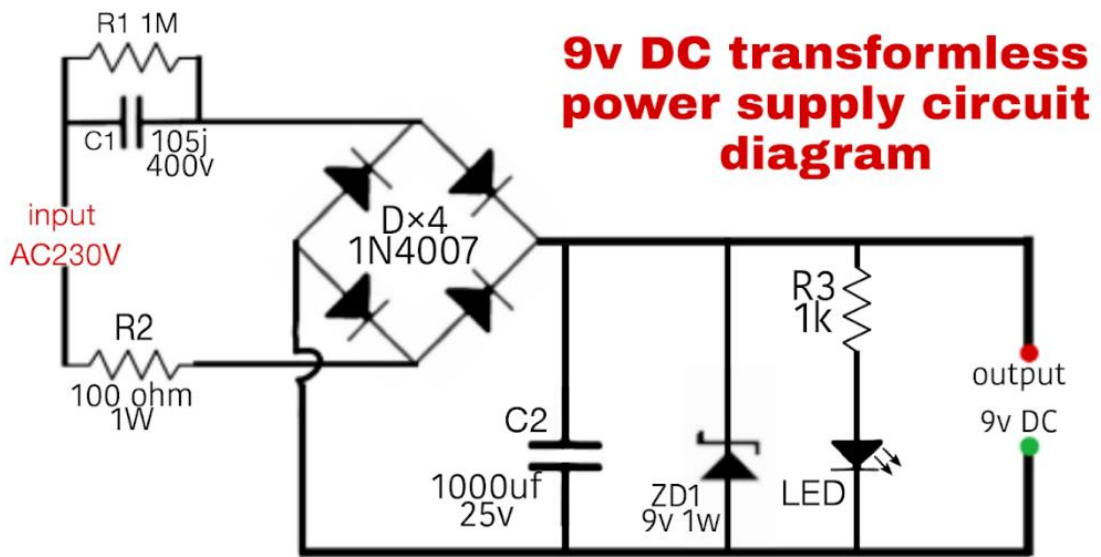 R1 1M
C1
105j
400v
9v DC transformless
power supply circuit
diagram
input
AC230V
D×4
1N4007
R2
100 ohm
1W
R3
1k
output
9v DC
C2
1000uf
25v
ZD1
9v 1w
LED